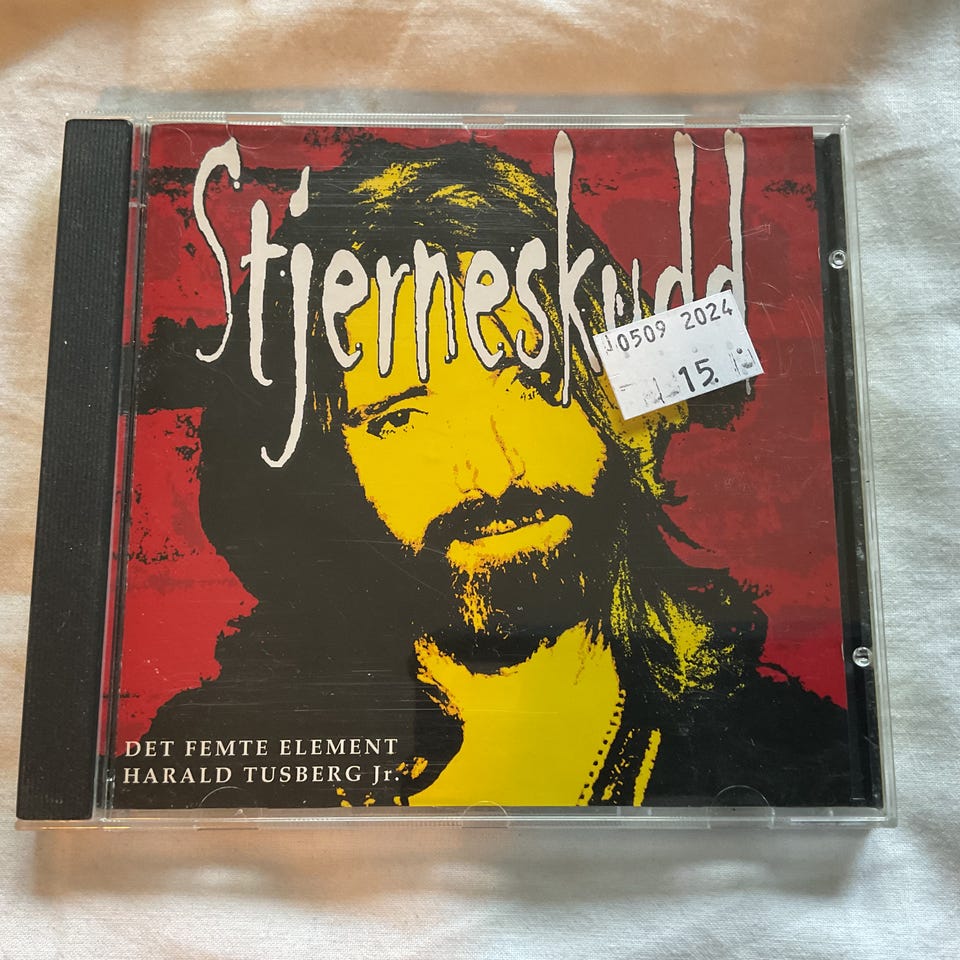 Stjerneskudd
0509 2024
15.
DET FEMTE ELEMENT
HARALD TUSBERG Jr.